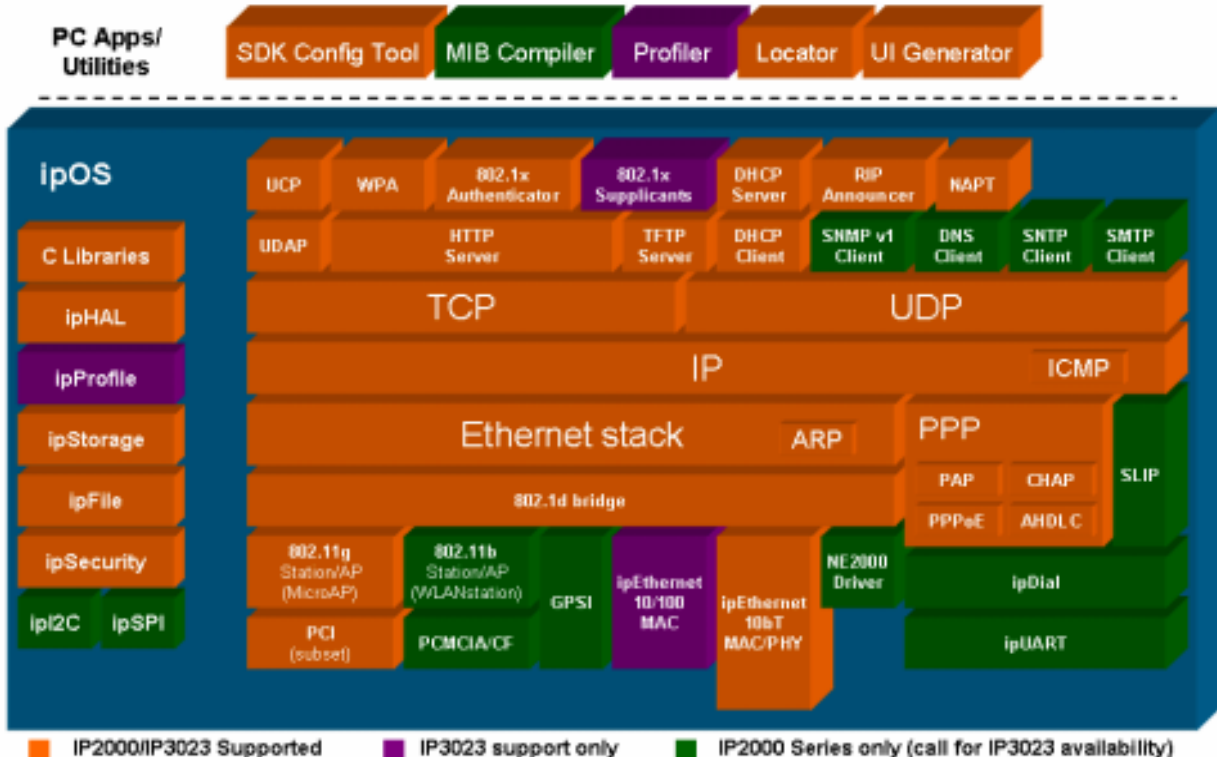 PC Apps/
Utilities
SDK Config Tool
MIB Compiler
Profiler
Locator
UI Generator
ipOS
UCP
WPA
802.1x
Authenticator
802.1x
Supplicants
DHCP
Server
RIP
Announcer
NAPT
UDAP
HTTP
Server
TFTP
Server
DHCP
Client
SNMP v1
Client
DNS
Client
SNTP
Client
SMTP
Client
C Libraries
ipHAL
ipProfile
ipStorage
ipFile
ipSecurity
ipI2C
ipSPI
TCP
UDP
IP
ICMP
Ethernet stack
ARP
PPP
PAP
CHAP
PPPoE
AHDLC
SLIP
802.1d bridge
802.11g
Station/AP
(MicroAP)
802.11b
Station/AP
(WLANstation)
GPSI
ipEthernet
10/100
MAC
ipEthernet
10bT
MAC/PHY
NE2000
Driver
ipDial
PCI
(subset)
PCMCIA/CF
ipUART
IP2000/IP3023 Supported
IP3023 support only
IP2000 Series only (call for IP3023 availability)